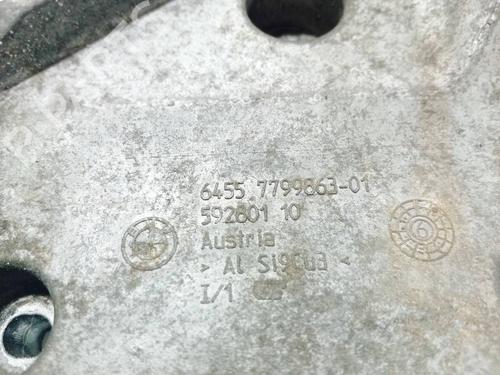 6455 7799863-01
592801 10
Austria
> Al Si9Cu3 <
I/1